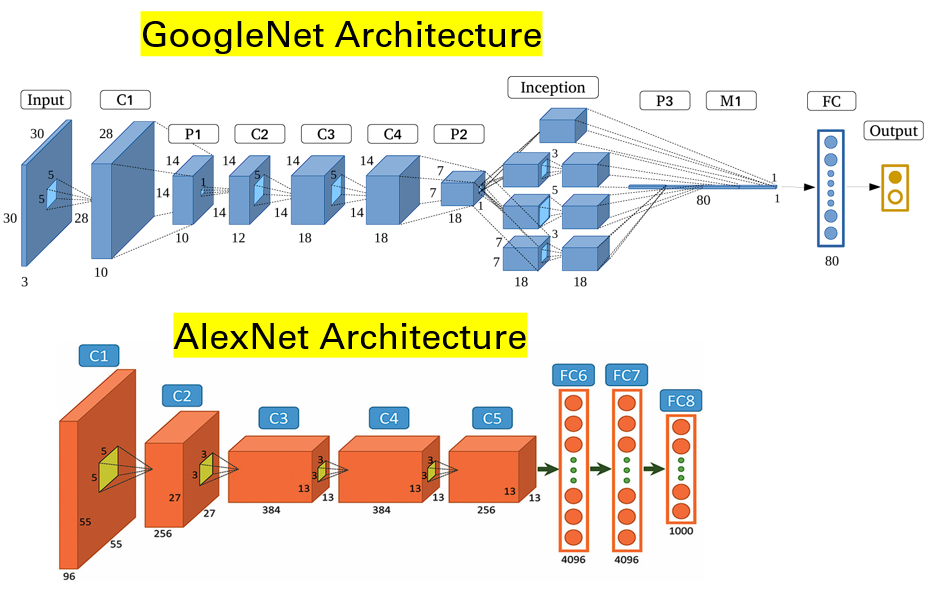 GoogleNet Architecture
Input
C1
P1
C2
C3
C4
P2
Inception
P3
M1
FC
Output
30
5
5
30
3
28
28
10
14
14
1
10
14
5
14
12
14
5
14
18
14
14
18
7
7
18
1
3
5
3
7
7
18
18
80
1
1
80
AlexNet Architecture
C1
C2
C3
C4
C5
FC6
FC7
FC8
5
5
55
55
96
3
3
27
27
256
3
3
13
13
384
3
3
13
13
384
13
13
256
4096
4096
1000